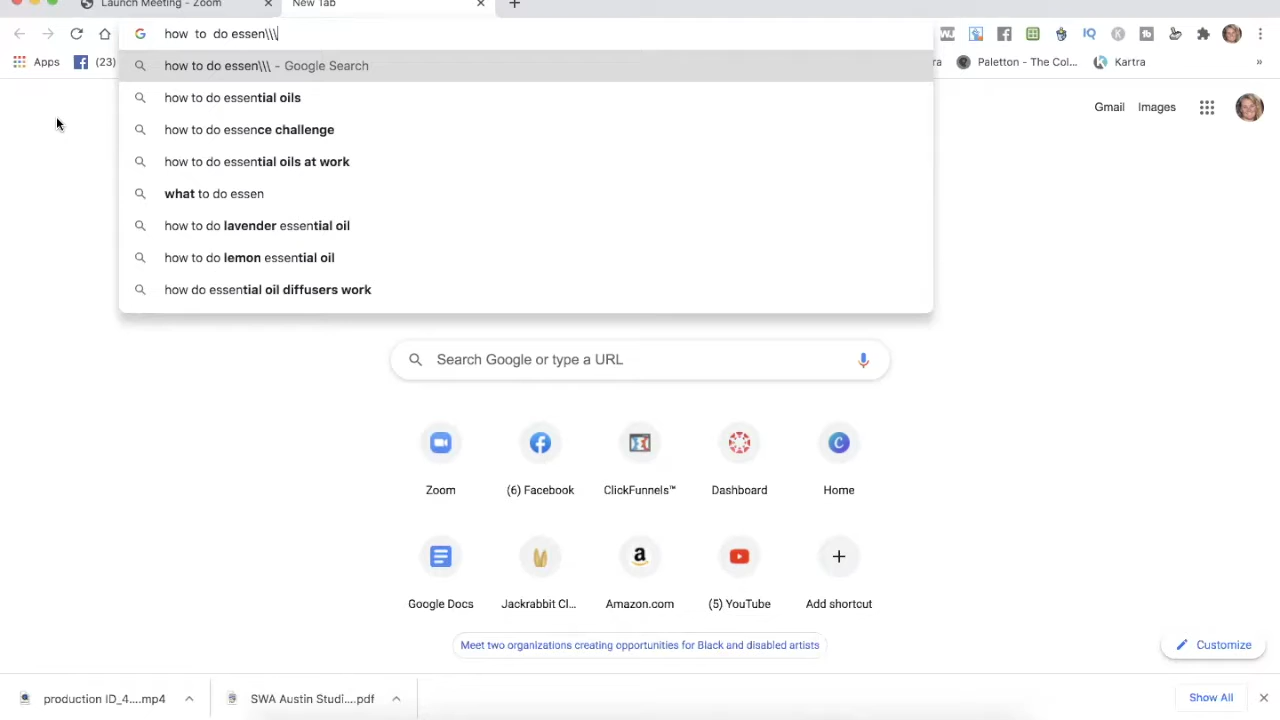 Launch Meeting - Zoom
New Tab
how  to  do essen\\\
how to do essen\\\ - Google Search
how to do essential oils
how to do essence challenge
how to do essential oils at work
what to do essen
how to do lavender essential oil
how to do lemon essential oil
how do essential oil diffusers work
Apps
(23)
ra
Paletton - The Col...
Kartra
»
Gmail
Images
Search Google or type a URL
Zoom
(6) Facebook
ClickFunnels™
Dashboard
Home
Google Docs
Jackrabbit Cl...
Amazon.com
(5) YouTube
Add shortcut
Meet two organizations creating opportunities for Black and disabled artists
Customize
production ID_4....mp4
SWA Austin Studi....pdf
Show All